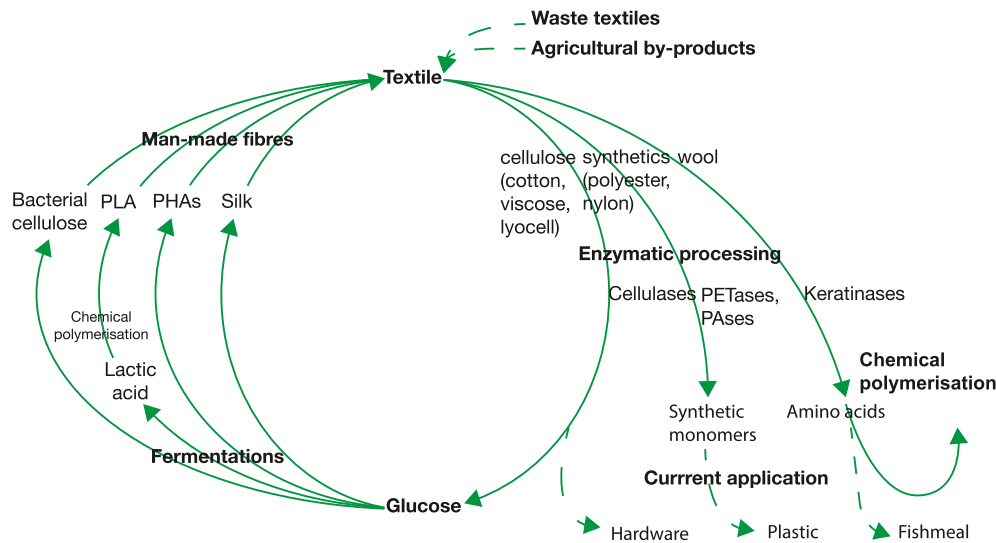 Waste textiles
Agricultural by-products
Textile
Man-made fibres
cellulose
(cotton,
viscose,
lyocell)
synthetics
(polyester,
nylon)
wool
Bacterial
cellulose
PLA
PHAs
Silk
Enzymatic processing
Cellulases
PETases,
PAses
Keratinases
Chemical
polymerisation
Lactic
acid
Chemical
polymerisation
Synthetic
monomers
Amino acids
Fermentations
Currrent application
Glucose
Hardware
Plastic
Fishmeal